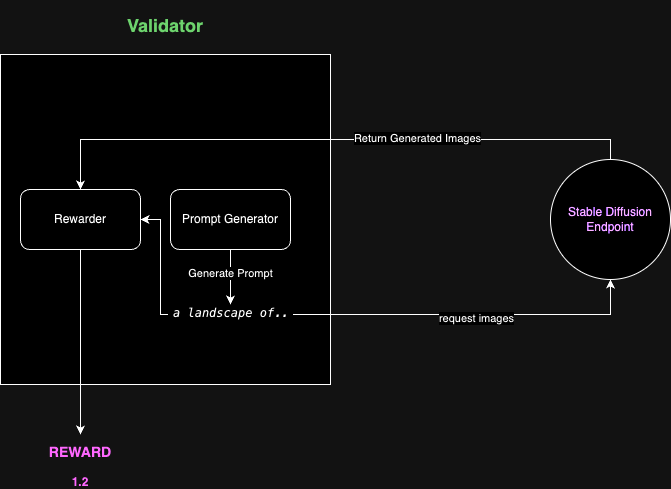 Validator
Return Generated Images
Rewarder
Prompt Generator
Stable Diffusion
Endpoint
Generate Prompt
a landscape of..
request images
REWARD
1.2